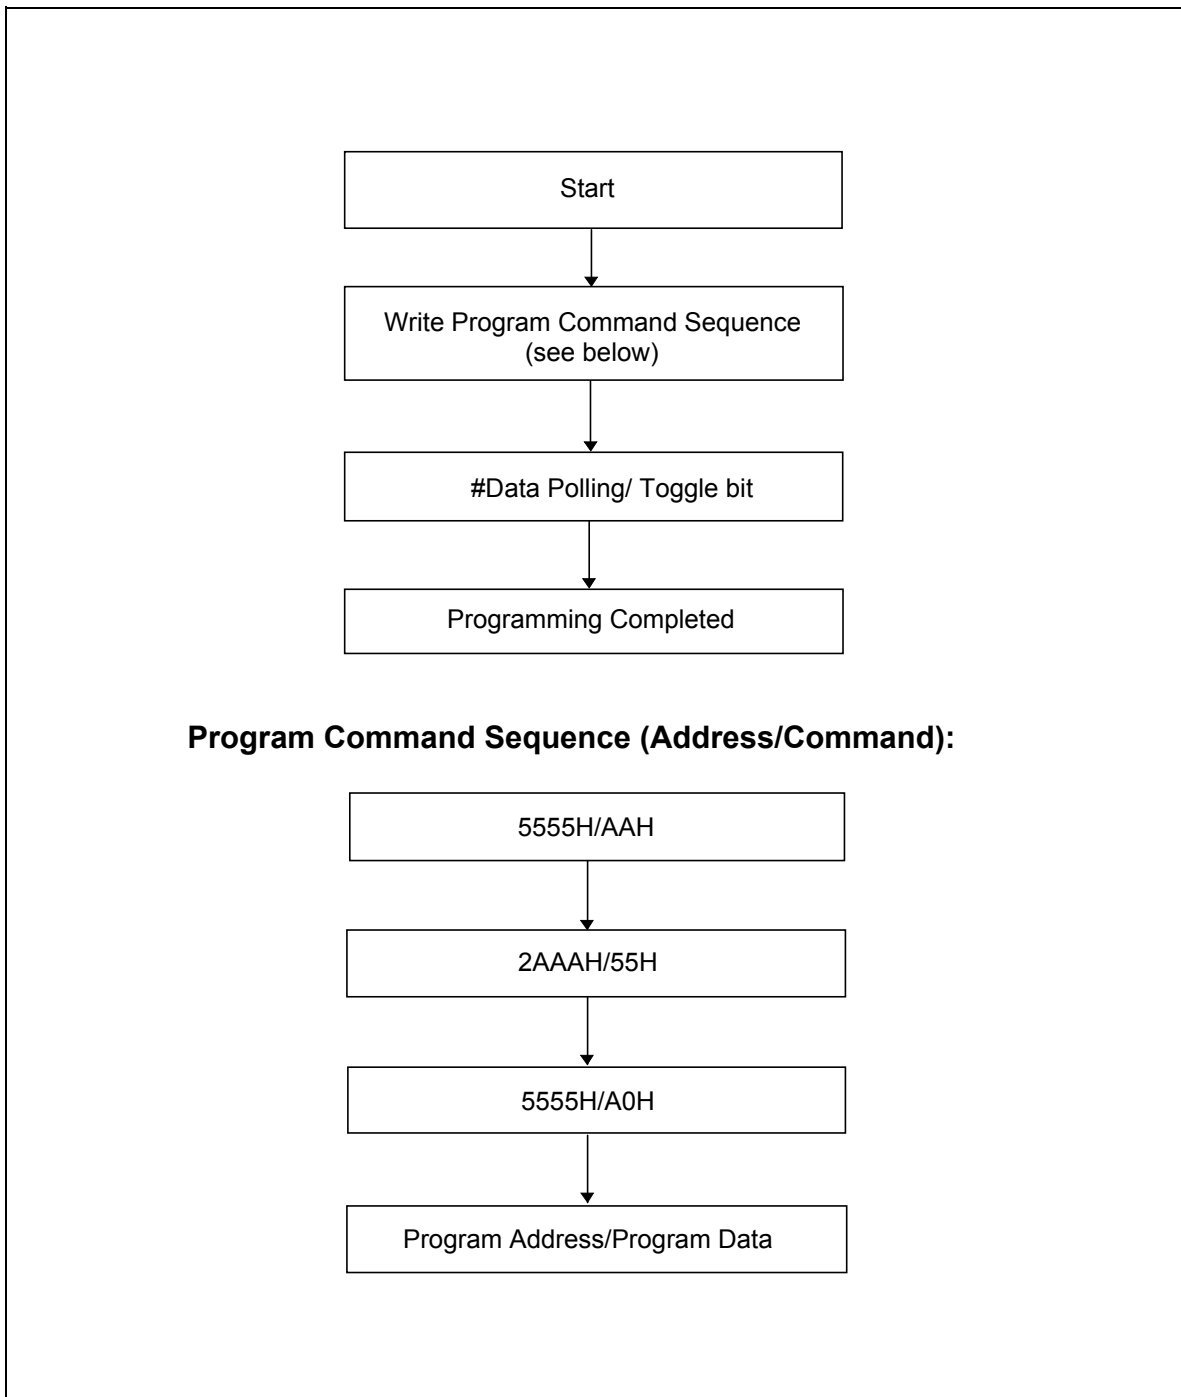 Start
Write Program Command Sequence
(see below)
#Data Polling/ Toggle bit
Programming Completed
Program Command Sequence (Address/Command):
5555H/AAH
2AAAH/55H
5555H/A0H
Program Address/Program Data